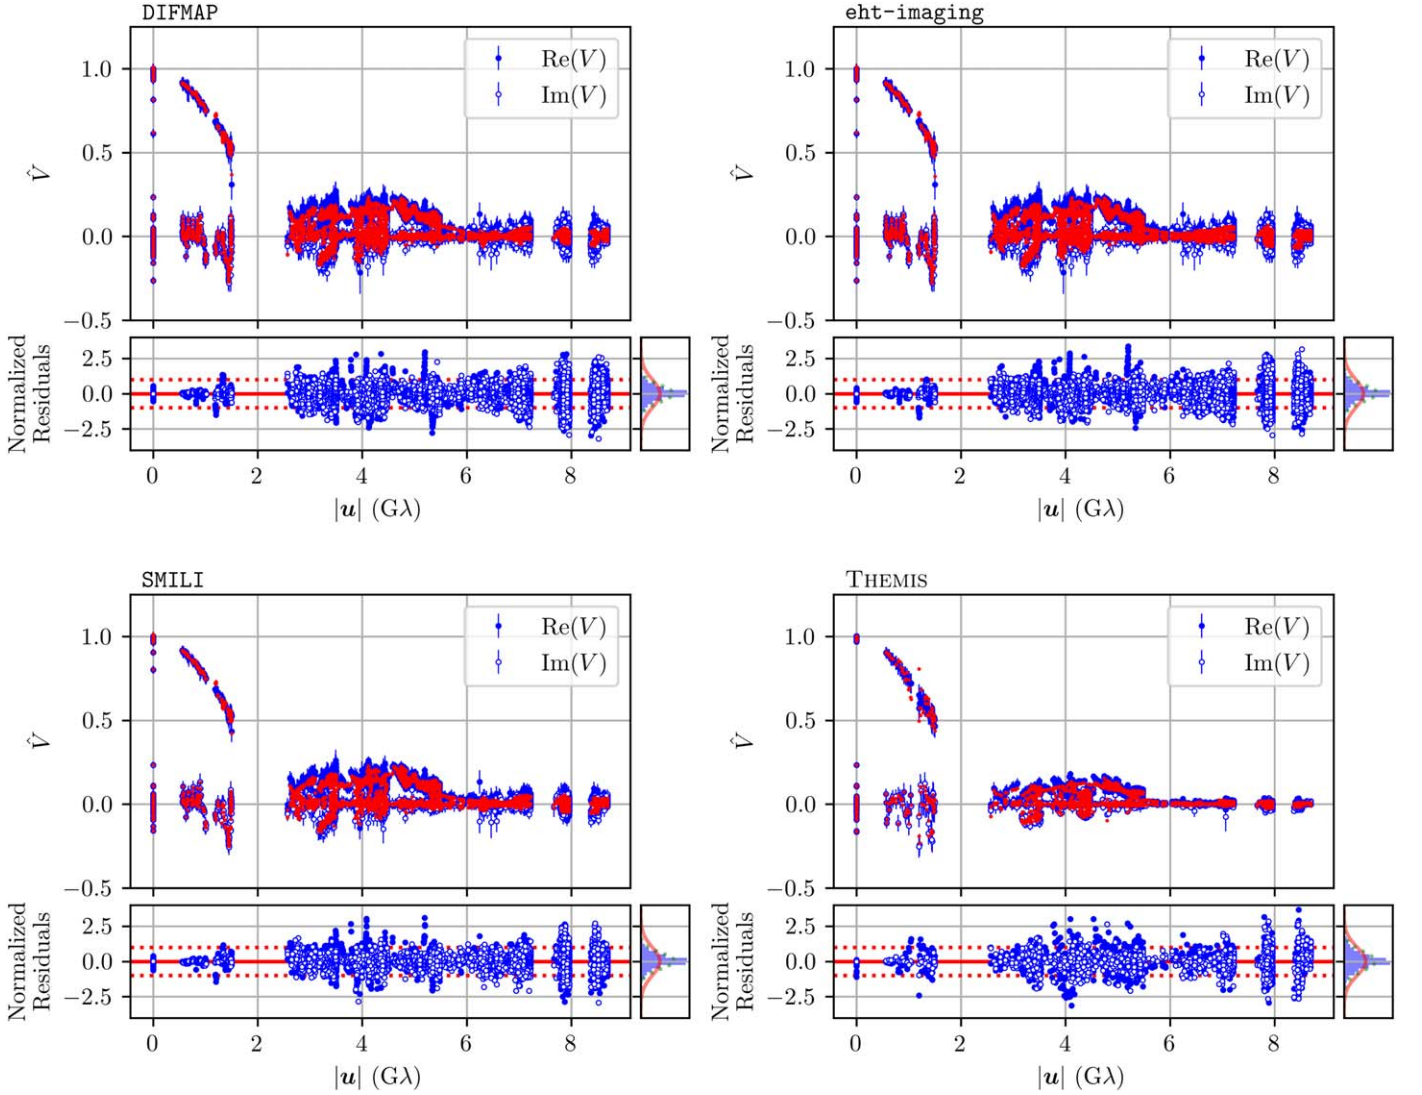 DIFMAP
Re(V)
Im(V)
V̂
1.0
0.5
0.0
−0.5
Normalized
Residuals
2.5
0.0
−2.5
0 2 4 6 8
|u| (Gλ)
eht-imaging
Re(V)
Im(V)
V̂
1.0
0.5
0.0
−0.5
Normalized
Residuals
2.5
0.0
−2.5
0 2 4 6 8
|u| (Gλ)
SMILI
Re(V)
Im(V)
V̂
1.0
0.5
0.0
−0.5
Normalized
Residuals
2.5
0.0
−2.5
0 2 4 6 8
|u| (Gλ)
THEMIS
Re(V)
Im(V)
V̂
1.0
0.5
0.0
−0.5
Normalized
Residuals
2.5
0.0
−2.5
0 2 4 6 8
|u| (Gλ)